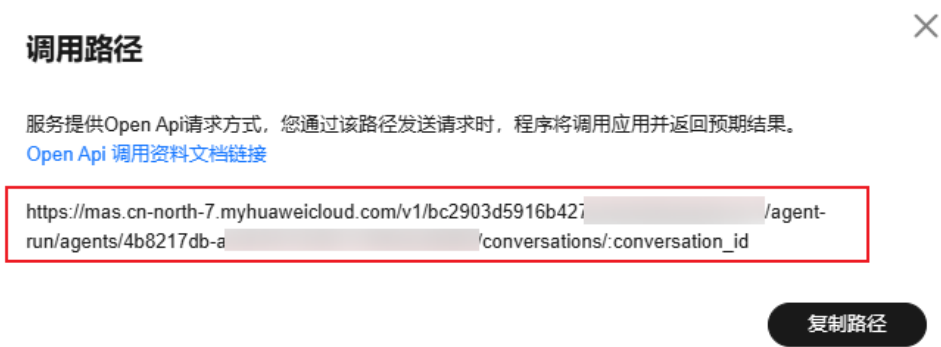 调用路径
服务提供Open Api请求方式，您通过该路径发送请求时，程序将调用应用并返回预期结果。
Open Api 调用资料文档链接
https://mas.cn-north-7.myhuaweicloud.com/v1/bc2903d5916b427 /agent-
run/agents/4b8217db-a /conversations/:conversation_id
复制路径